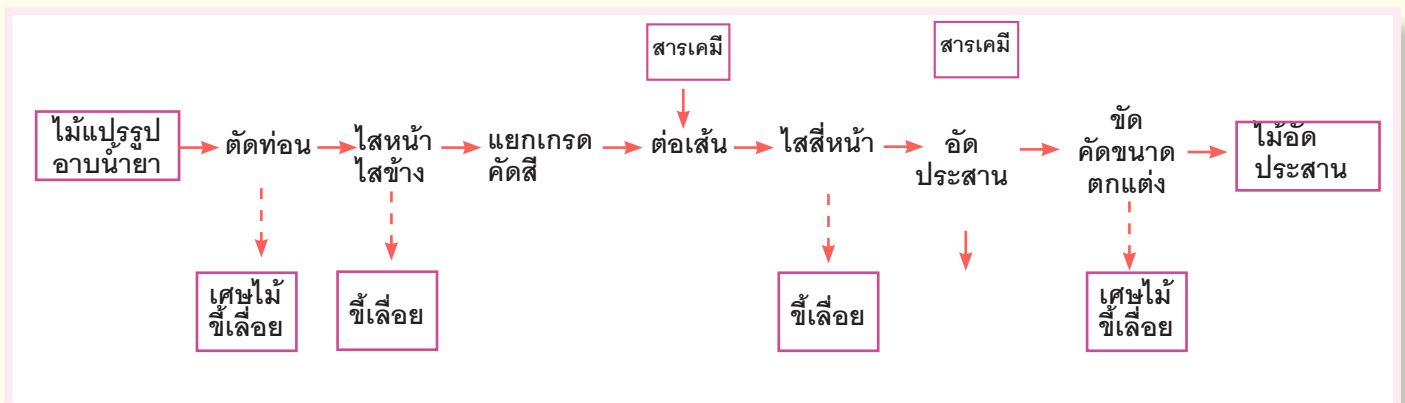 สารเคมี
สารเคมี
ไม้แปรรูป
อาบน้ำยา
ตัดท่อน
ไสหน้า
ไสข้าง
แยกเกรด
คัดสี
ต่อเส้น
ไสสี่หน้า
อัด
ประสาน
ขัด
คัดขนาด
ตกแต่ง
ไม้อัด
ประสาน
เศษไม้
ขี้เลื่อย
ขี้เลื่อย
ขี้เลื่อย
เศษไม้
ขี้เลื่อย